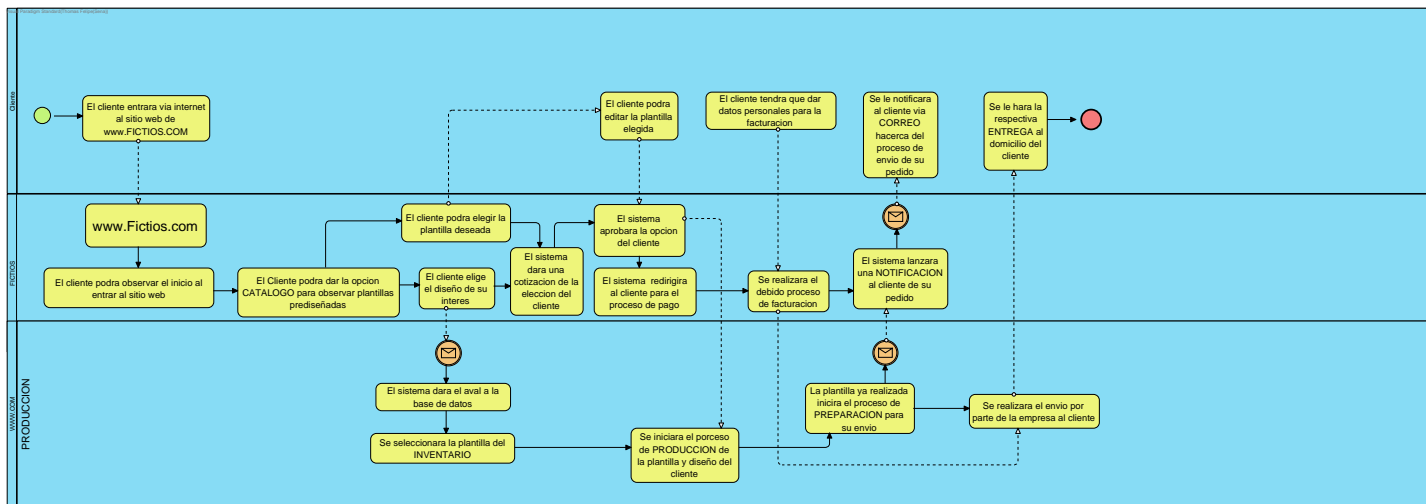 Cliente
El cliente entrara via internet
al sitio web de
www.FICTIOS.COM
El cliente podra
editar la plantilla
elegida
El cliente tendra que dar
datos personales para la
facturacion
Se le notificara
al cliente via
CORREO
hacerca del
proceso de
envio de su
pedido
Se le hara la
respectiva
ENTREGA al
domicilio del
cliente
FICTIOS
www.Fictios.com
El cliente podra observar el inicio al
entrar al sitio web
El Cliente podra dar la opcion
CATALOGO para observar plantillas
prediseñadas
El cliente podra elegir la
plantilla deseada
El cliente elige
el diseño de su
interes
El sistema
dara una
cotizacion de la
eleccion del
cliente
El sistema
aprobara la opcion
del cliente
El sistema redirigira
al cliente para el
proceso de pago
Se realizara el
debido proceso
de facturacion
El sistema lanzara
una NOTIFICACION
al cliente de su
pedido
WWW.COM
PRODUCCION
El sistema dara el aval a la
base de datos
Se seleccionara la plantilla del
INVENTARIO
Se iniciara el porceso
de PRODUCCION de
la plantilla y diseño del
cliente
La plantilla ya realizada
inicira el proceso de
PREPARACION para
su envio
Se realizara el envio por
parte de la empresa al cliente